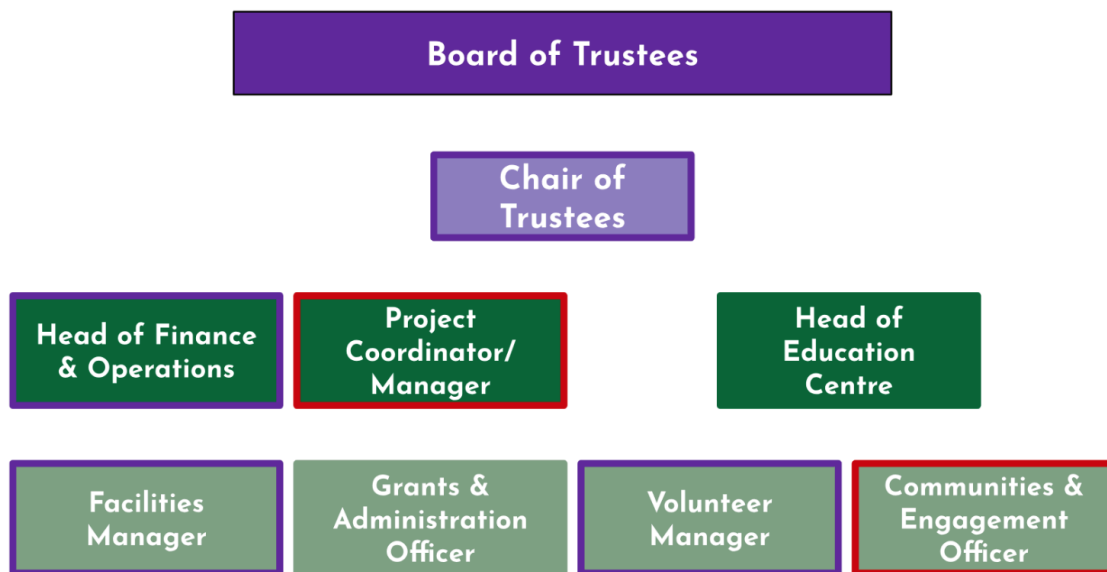 Board of Trustees
Chair of
Trustees
Head of Finance
& Operations
Project
Coordinator/
Manager
Head of
Education
Centre
Facilities
Manager
Grants &
Administration
Officer
Volunteer
Manager
Communities &
Engagement
Officer